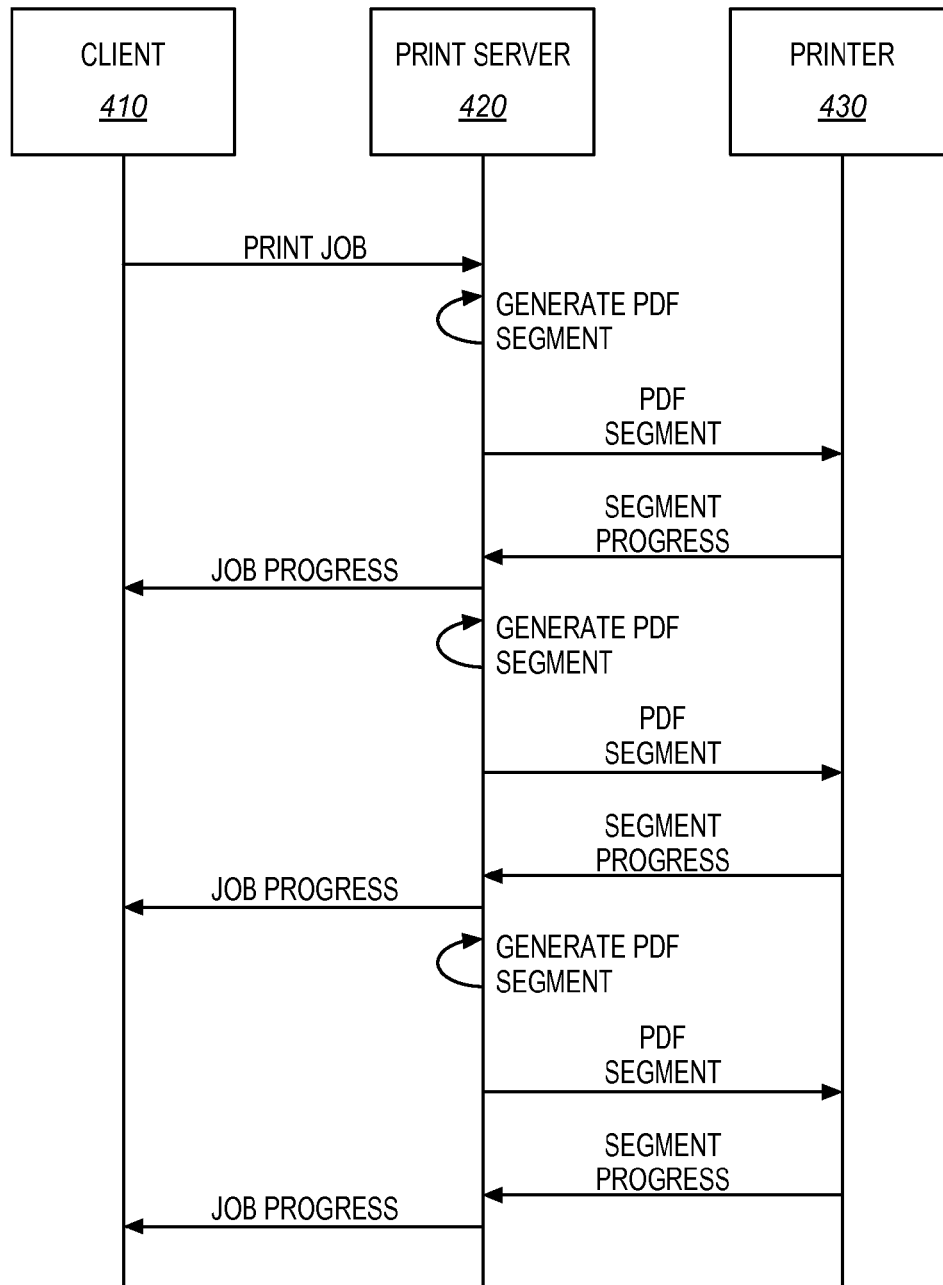 CLIENT
410
PRINT SERVER
420
PRINTER
430
PRINT JOB
GENERATE PDF
SEGMENT
PDF
SEGMENT
SEGMENT
PROGRESS
JOB PROGRESS
GENERATE PDF
SEGMENT
PDF
SEGMENT
SEGMENT
PROGRESS
JOB PROGRESS
GENERATE PDF
SEGMENT
PDF
SEGMENT
SEGMENT
PROGRESS
JOB PROGRESS